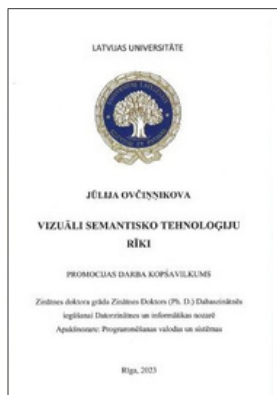 LATVIJAS UNIVERSITĀTE
JŪLIJA OVČIŅŅIKOVA
VIZUĀLI SEMANTISKO TEHNOLOĢIJU
RĪKI
PROMOCIJAS DARBA KOPSAVILKUMS
Zinātnes doktora grāda Zinātnes Doktors (Ph. D.) Dabaszinātnēs
iegūšanai Datorzinātnes un informātikas nozarē
Apakšnozare: Programmēšanas valodas un sistēmas
Rīga, 2023